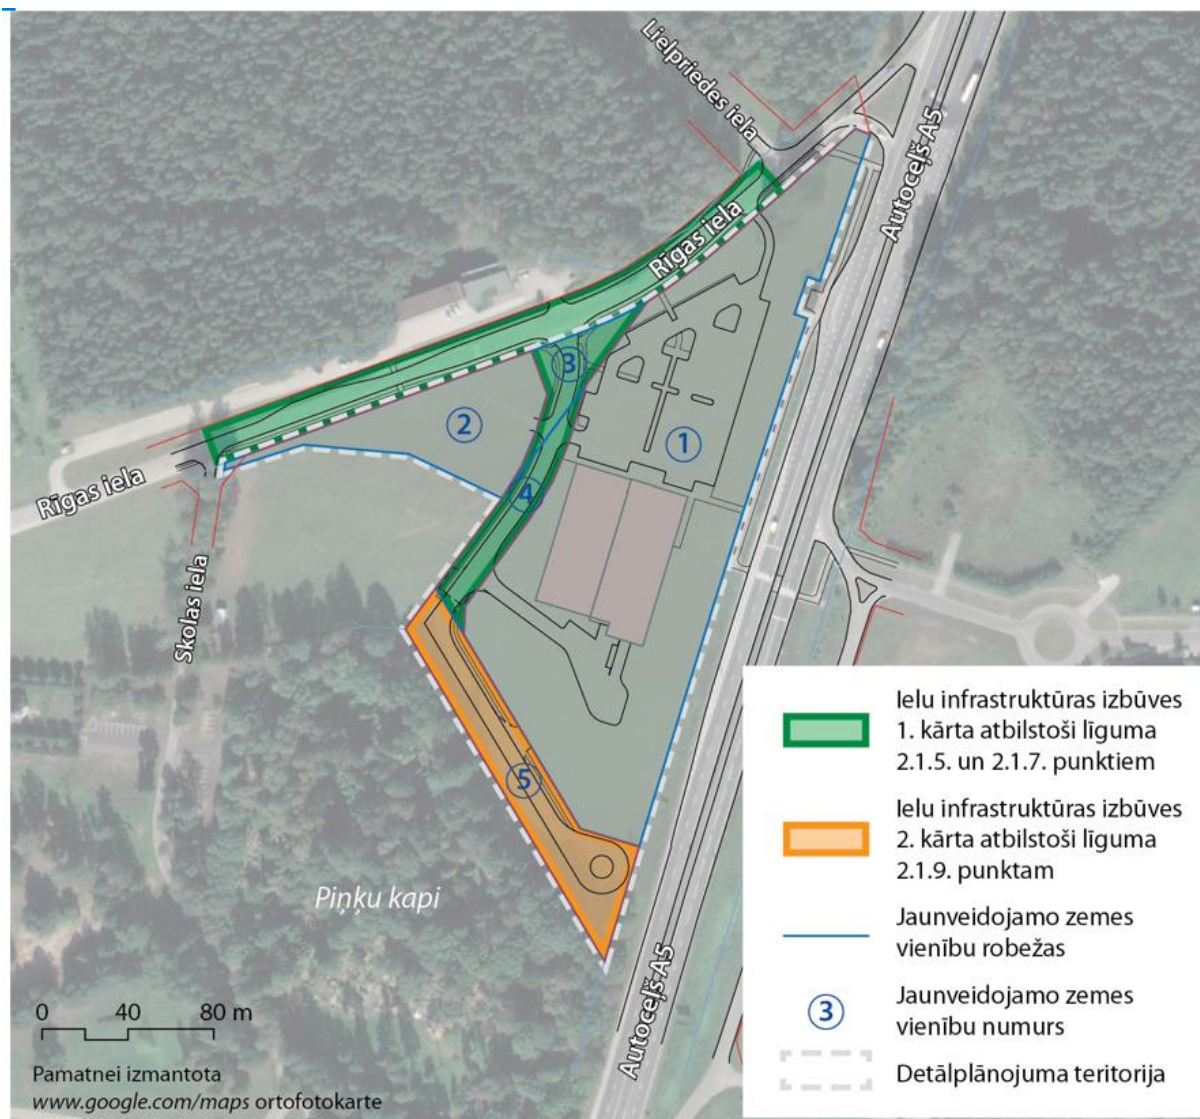 Lielpriedes iela
Autoceļš A5
Rīgas iela
3
2
1
4
Rīgas iela
Skolas iela
5
Piņķu kapi
Autoceļš A5
0 40 80 m
Pamatnei izmantota
www.google.com/maps ortofotokarte
Ielu infrastruktūras izbūves
1. kārta atbilstoši līguma
2.1.5. un 2.1.7. punktiem
Ielu infrastruktūras izbūves
2. kārta atbilstoši līguma
2.1.9. punktam
Jaunveidojamo zemes
vienību robežas
3
Jaunveidojamo zemes
vienību numurs
Detālplānojuma teritorija